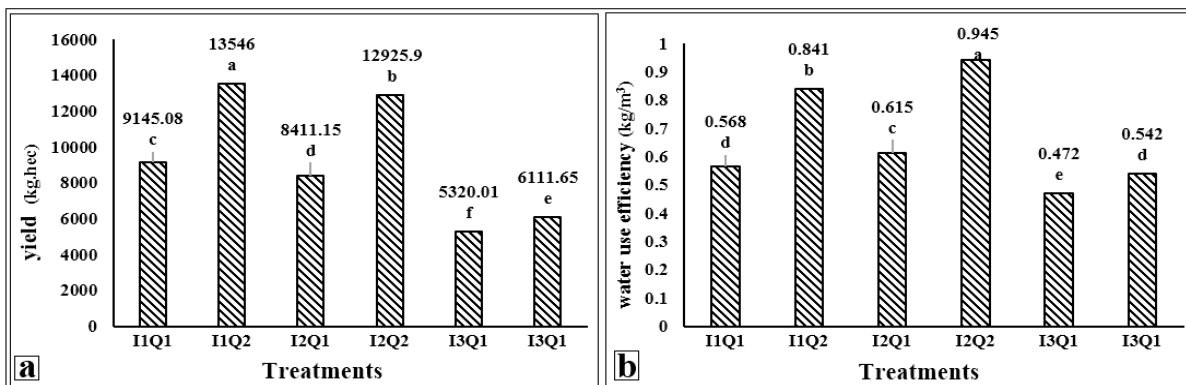 yield (kg.hec)
16000
14000
12000
10000
8000
6000
4000
2000
0
9145.08
c
13546
a
8411.15
d
12925.9
b
5320.01
f
6111.65
e
I1Q1 I1Q2 I2Q1 I2Q2 I3Q1 I3Q1
Treatments
a
water use efficiency (kg/m³)
1
0.9
0.8
0.7
0.6
0.5
0.4
0.3
0.2
0.1
0
0.568
d
0.841
b
0.615
c
0.945
a
0.472
e
0.542
d
I1Q1 I1Q2 I2Q1 I2Q2 I3Q1 I3Q1
Treatments
b